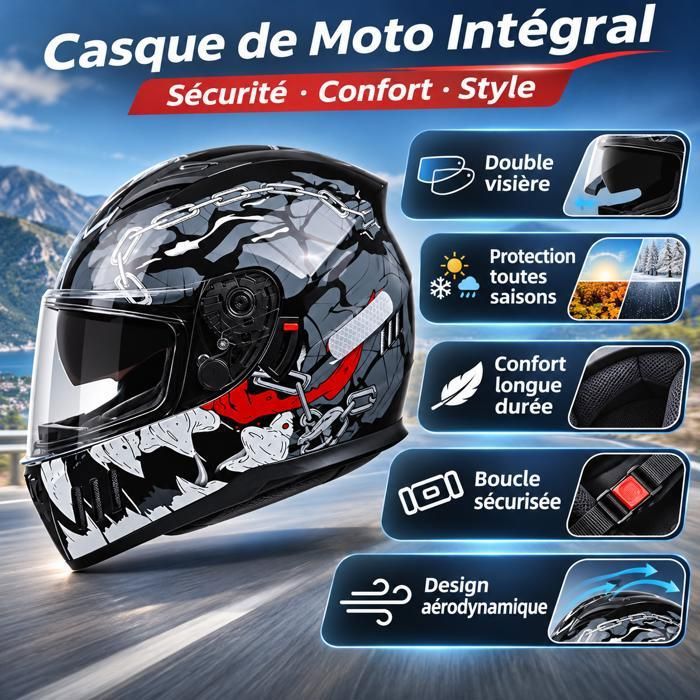 Casque de Moto Intégral
Sécurité · Confort · Style
Double
visière
Protection
toutes
saisons
Confort
longue
durée
Boucle
sécurisée
Design
aérodynamique